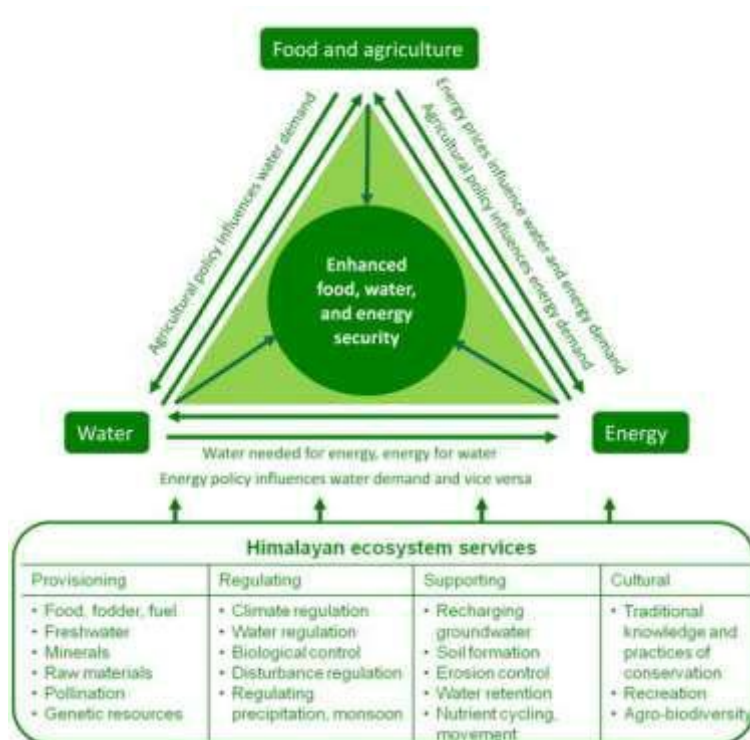 Food and agriculture
Agricultural policy Influences water demand
Energy prices influence water and energy demand
Agricultural policy influences energy demand
Enhanced
food, water,
and energy
security
Water
Energy
Water needed for energy, energy for water
Energy policy influences water demand and vice versa
Himalayan ecosystem services
Provisioning
• Food, fodder, fuel
• Freshwater
• Minerals
• Raw materials
• Pollination
• Genetic resources
Regulating
• Climate regulation
• Water regulation
• Biological control
• Disturbance regulation
• Regulating
precipitation, monsoon
Supporting
• Recharging
groundwater
• Soil formation
• Erosion control
• Water retention
• Nutrient cycling,
movement
Cultural
• Traditional
knowledge and
practices of
conservation
• Recreation
• Agro-biodiversity